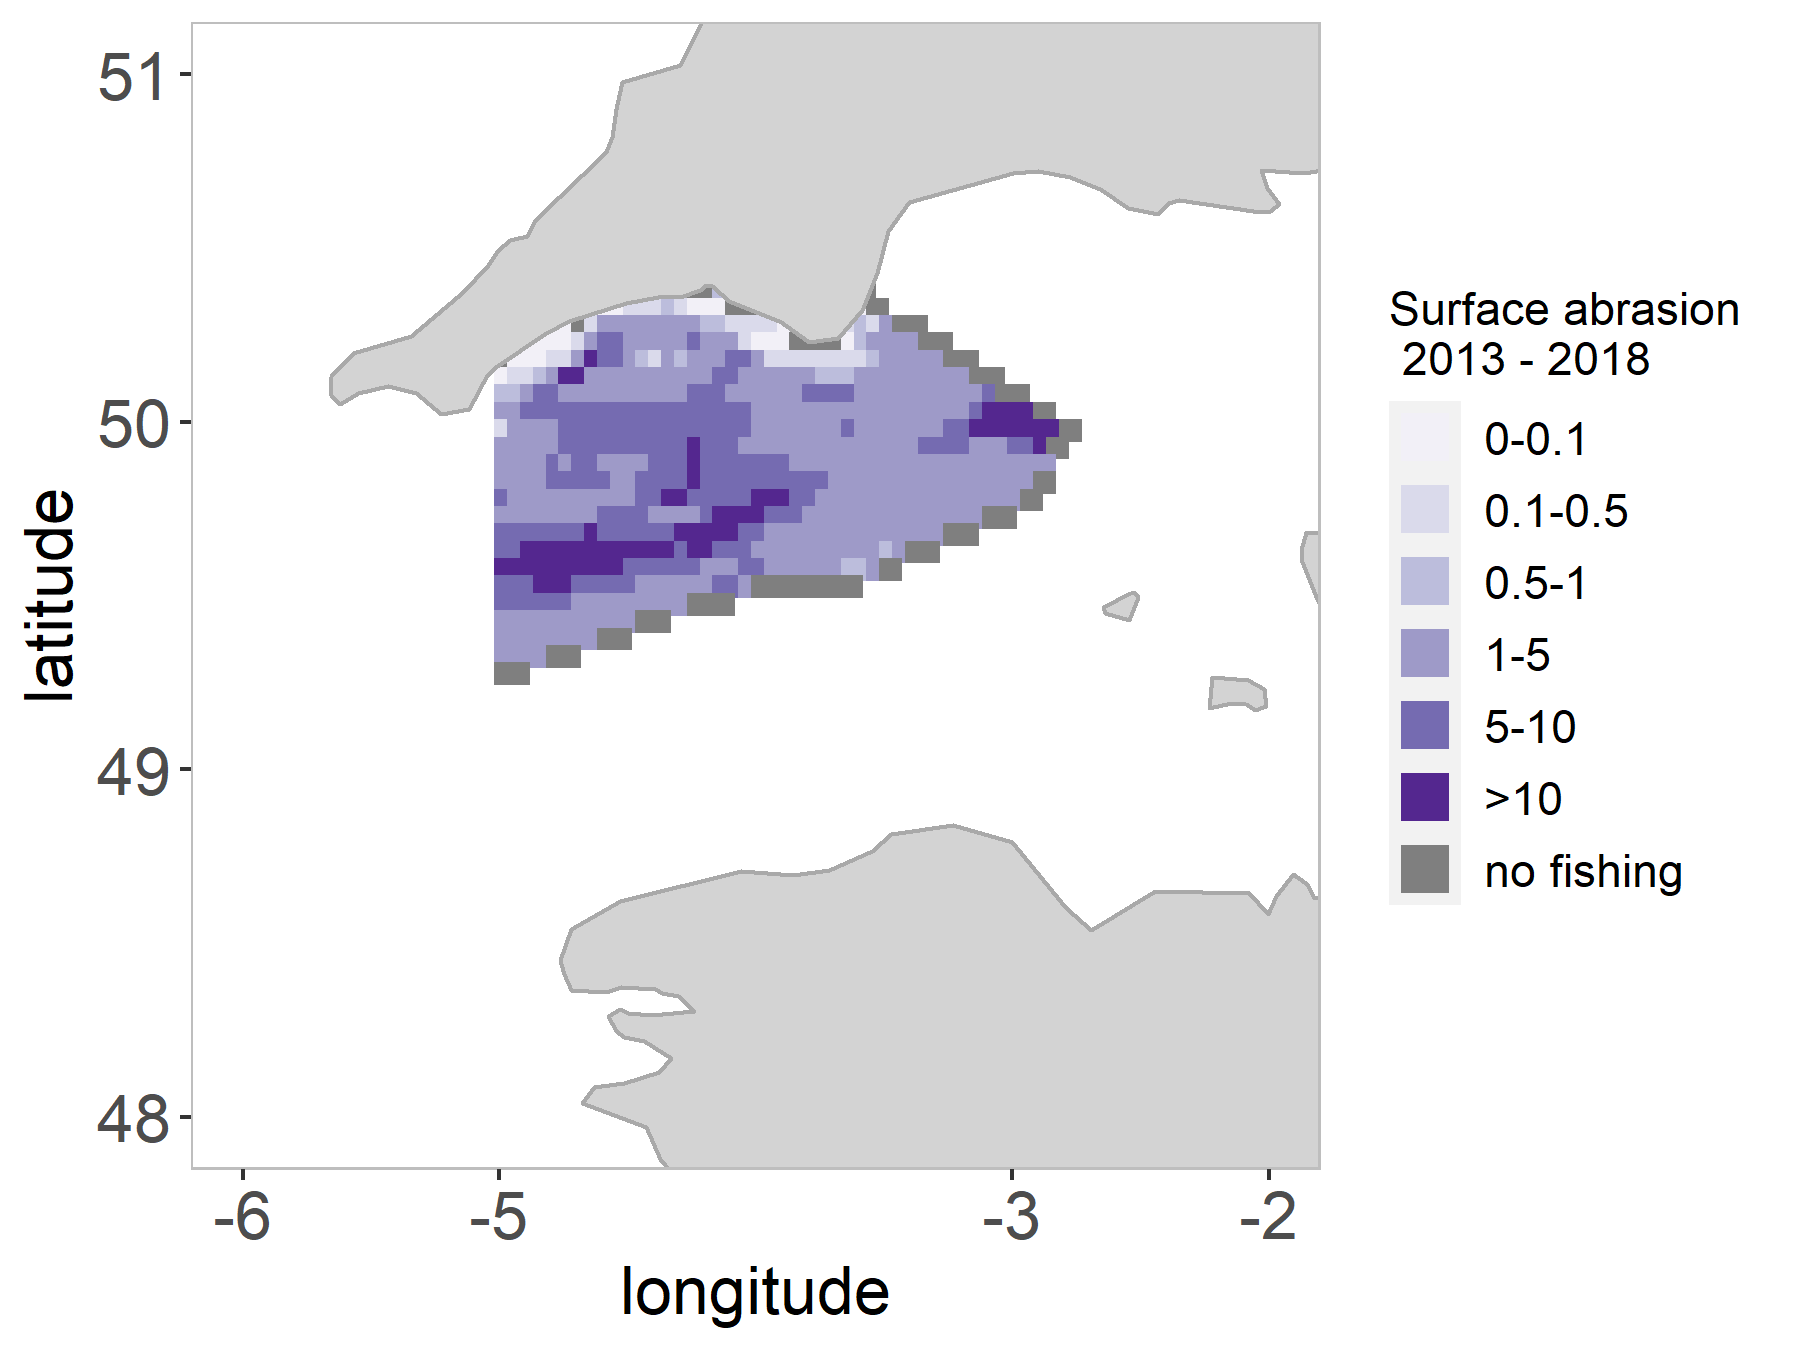 51
50
49
48
latitude
-6
-5
-3
-2
longitude
Surface abrasion
2013 - 2018
0-0.1
0.1-0.5
0.5-1
1-5
5-10
>10
no fishing